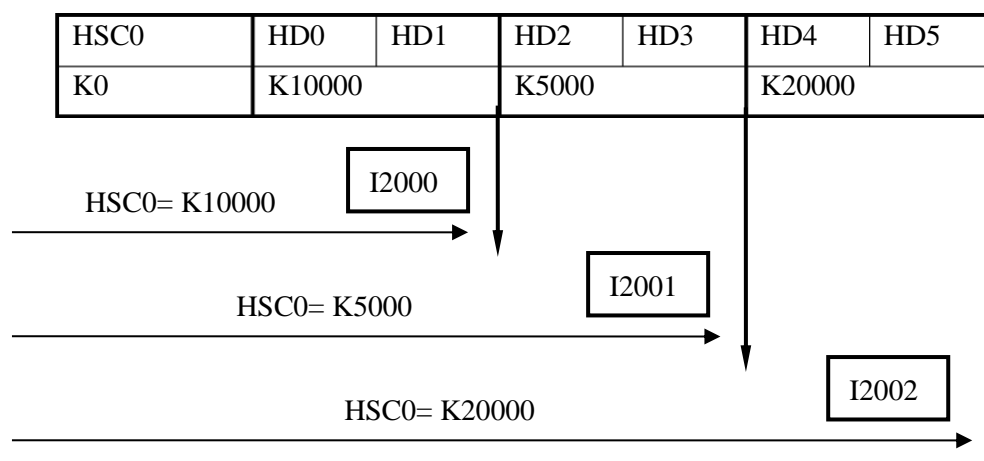 HSC0 HD0 HD1 HD2 HD3 HD4 HD5
K0 K10000 K5000 K20000
I2000
HSC0= K10000
I2001
HSC0= K5000
I2002
HSC0= K20000